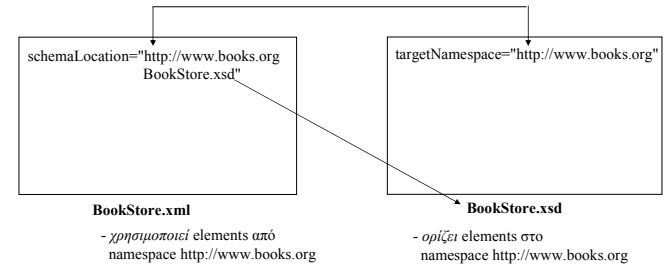 schemaLocation="http://www.books.org
BookStore.xsd"
targetNamespace="http://www.books.org"
BookStore.xml
- χρησιμοποιεί elements από
namespace http://www.books.org
BookStore.xsd
- ορίζει elements στο
namespace http://www.books.org